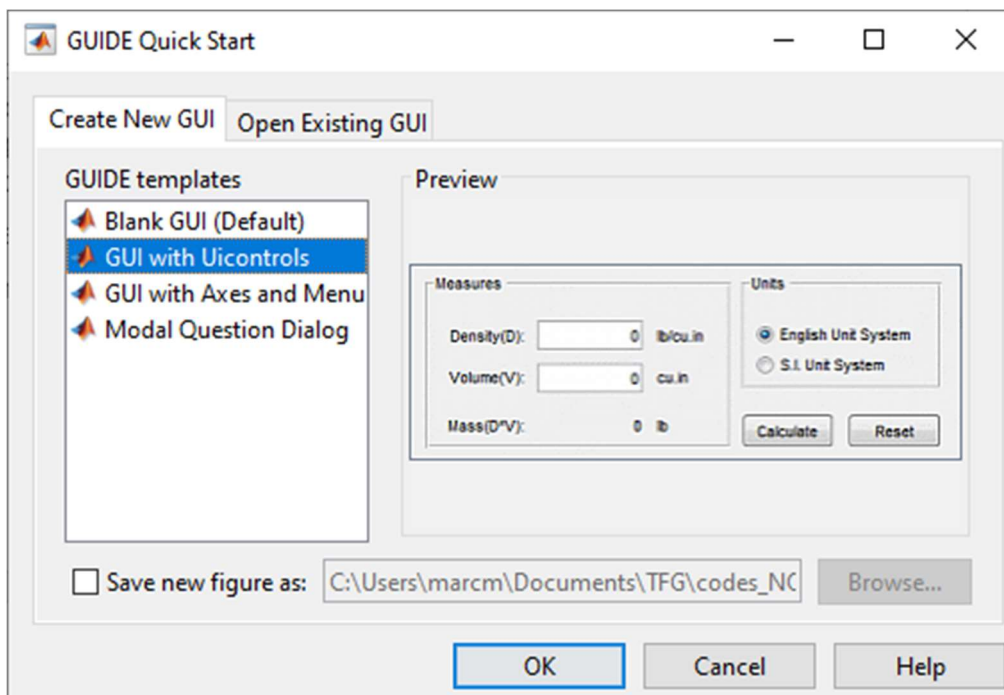 GUIDE Quick Start
Create New GUI
Open Existing GUI
GUIDE templates
Blank GUI (Default)
GUI with Uicontrols
GUI with Axes and Menu
Modal Question Dialog
Preview
Measures
Density(D): 0 lb/cu.in
Volume(V): 0 cu.in
Mass(D*V): 0 lb
Units
English Unit System
S.I. Unit System
Calculate Reset
Save new figure as: C:\Users\marcm\Documents\TFG\codes_NC Browse...
OK Cancel Help